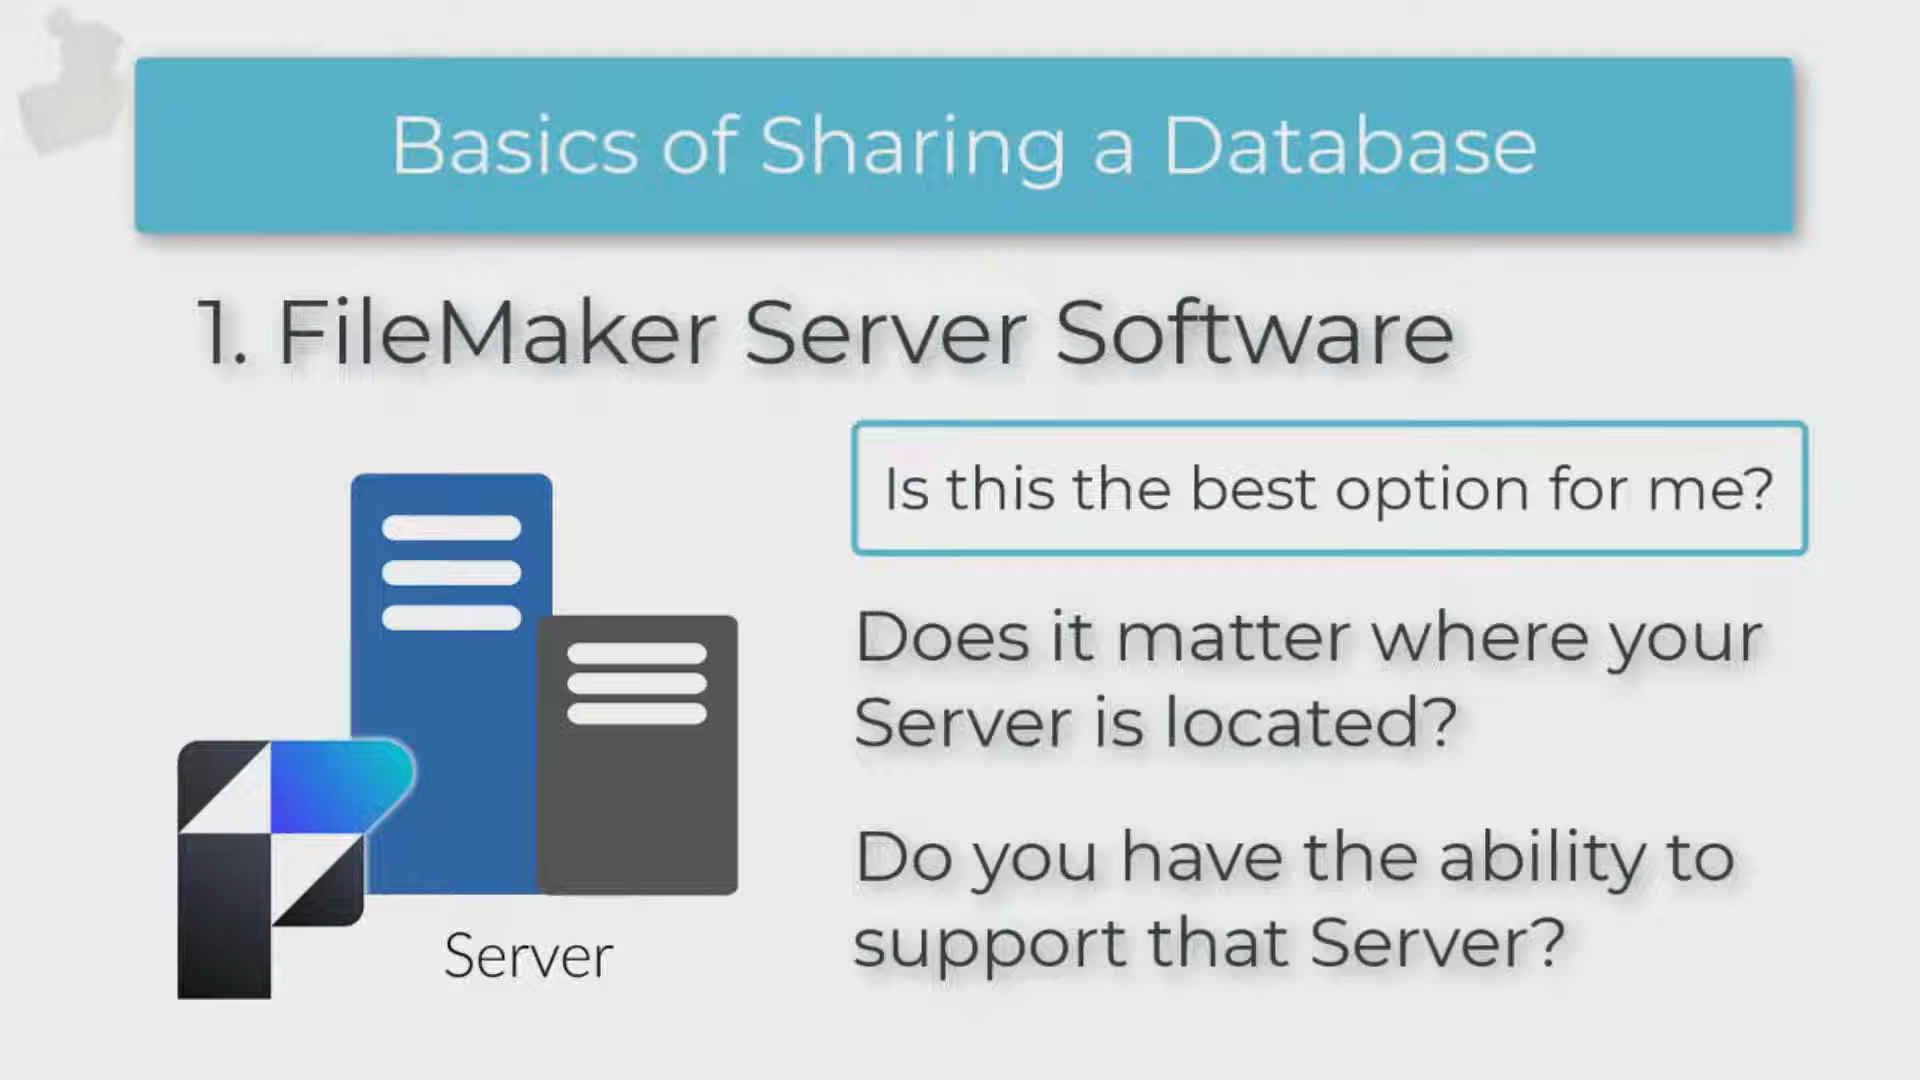 Basics of Sharing a Database
1. FileMaker Server Software
Is this the best option for me?
Does it matter where your
Server is located?
Do you have the ability to
support that Server?
Server